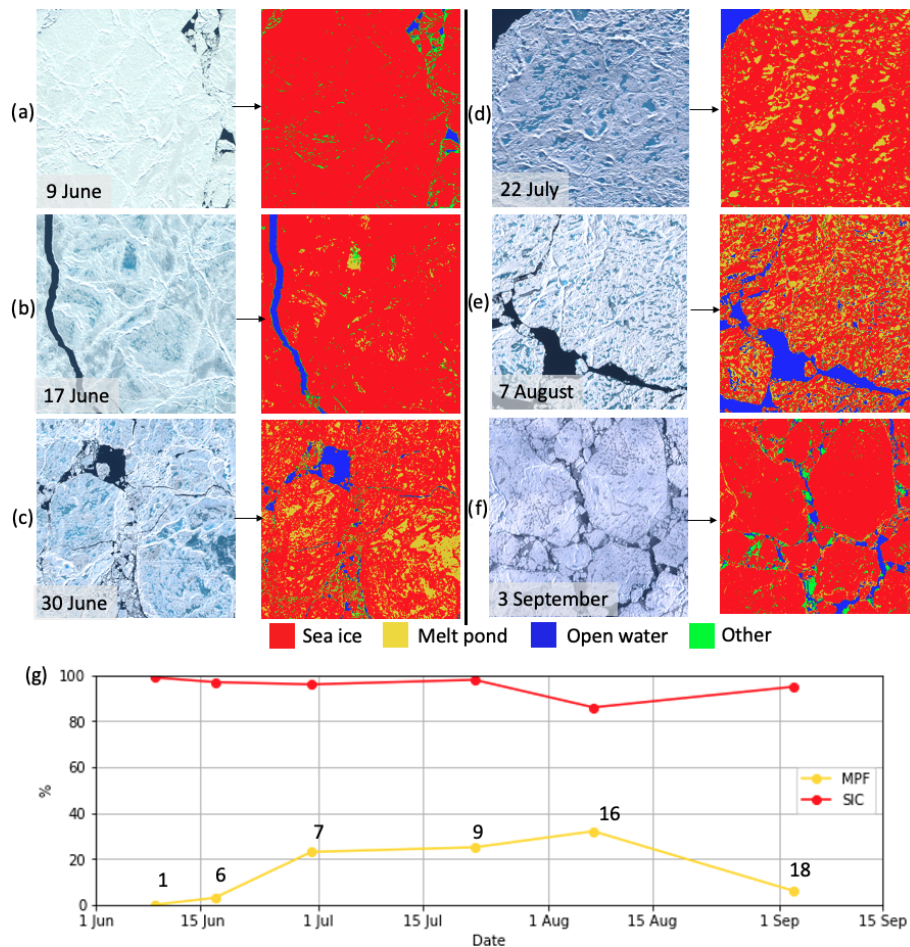 (a)
9 June
(d)
22 July
(b)
17 June
(e)
7 August
(c)
30 June
(f)
3 September
Sea ice
Melt pond
Open water
Other
(g)
100
80
60
40
20
0
%
1
6
7
9
16
18
MPF
SIC
1 Jun
15 Jun
1 Jul
15 Jul
1 Aug
15 Aug
1 Sep
15 Sep
Date